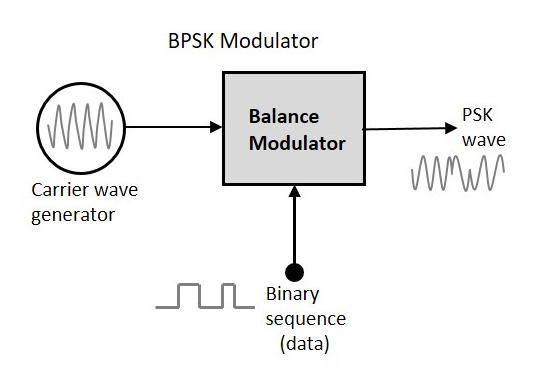 BPSK Modulator
Balance
Modulator
PSK
wave
Carrier wave
generator
Binary
sequence
(data)